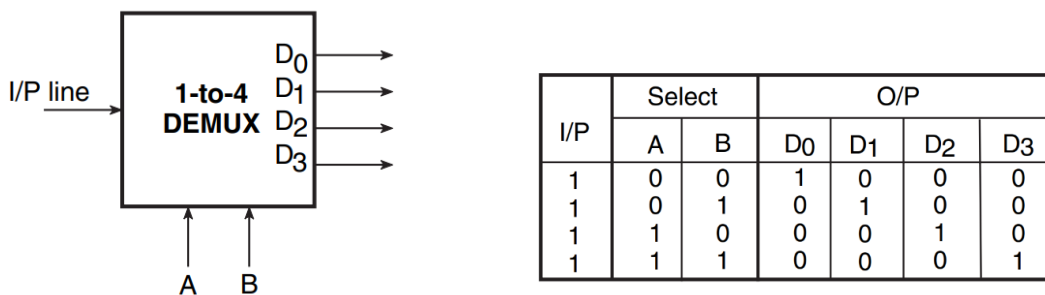 I/P line
1-to-4
DEMUX
D0
D1
D2
D3
A B
I/P Select O/P
A B D0 D1 D2 D3
1 0 0 1 0 0 0
1 0 1 0 1 0 0
1 1 0 0 0 1 0
1 1 1 0 0 0 1